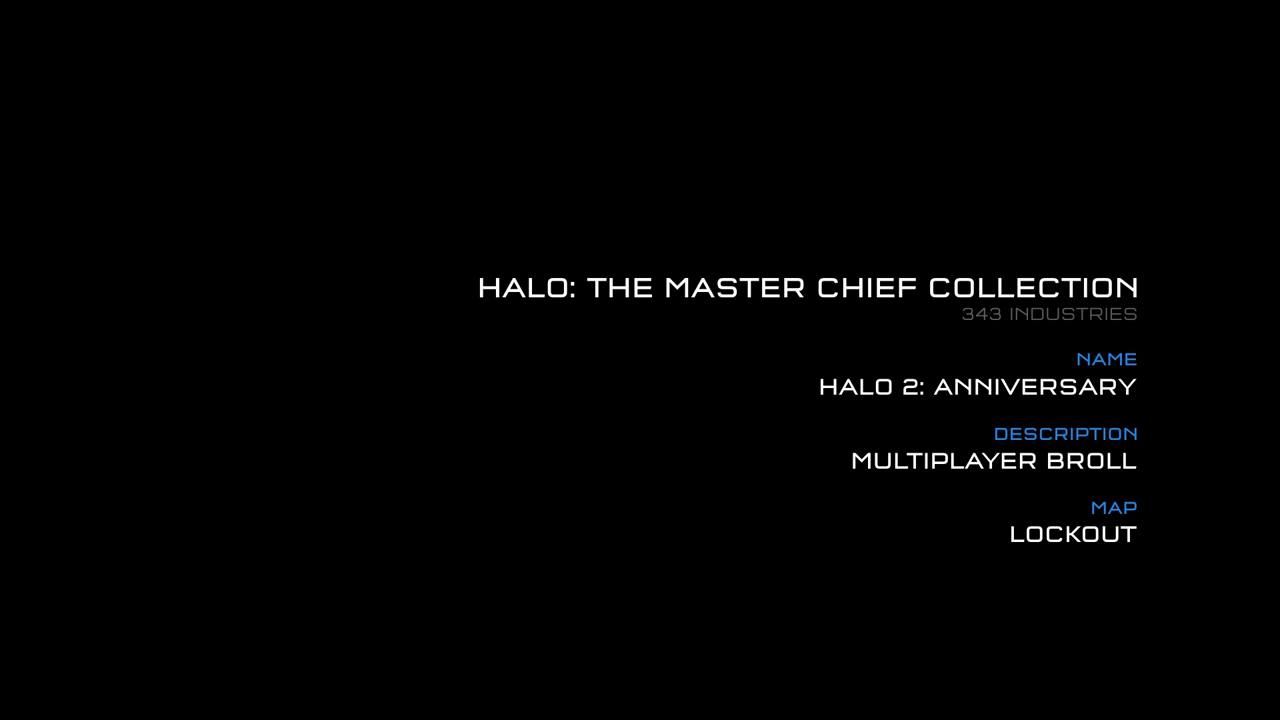 HALO: THE MASTER CHIEF COLLECTION
343 INDUSTRIES
NAME
HALO 2: ANNIVERSARY
DESCRIPTION
MULTIPLAYER BROLL
MAP
LOCKOUT